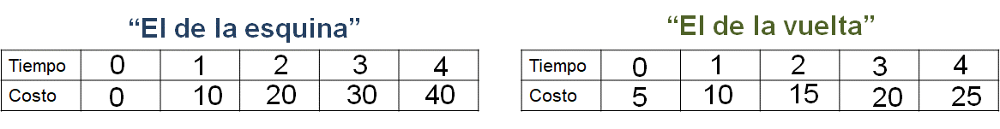 “El de la esquina”
Tiempo 0 1 2 3 4
Costo 0 10 20 30 40
“El de la vuelta”
Tiempo 0 1 2 3 4
Costo 5 10 15 20 25